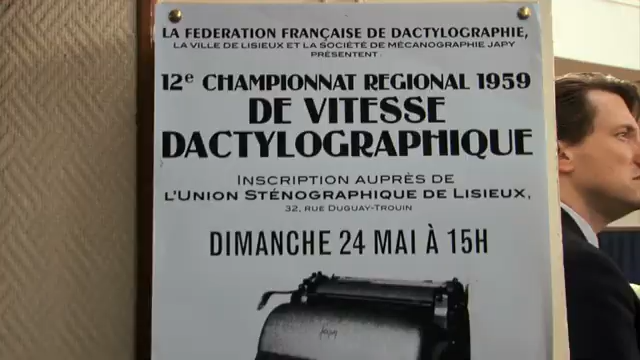 LA FEDERATION FRANÇAISE DE DACTYLOGRAPHIE,
LA VILLE DE LISIEUX ET LA SOCIÉTÉ DE MÉCANOGRAPHIE JAPY
PRÉSENTENT
12e CHAMPIONNAT REGIONAL 1959
DE VITESSE
DACTYLOGRAPHIQUE
INSCRIPTION AUPRÈS DE
L'UNION STÉNOGRAPHIQUE DE LISIEUX,
32, RUE DUGUAY-TROUIN
DIMANCHE 24 MAI À 15H
Japy